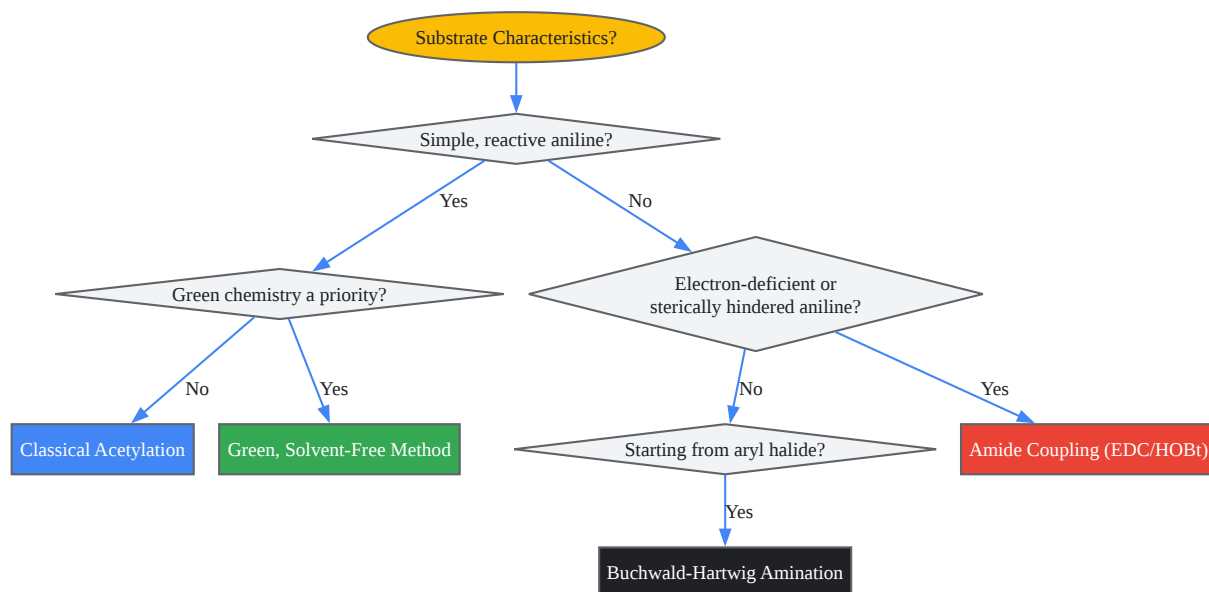 Substrate Characteristics?
Simple, reactive aniline?
Yes
No
Green chemistry a priority?
Electron-deficient or
sterically hindered aniline?
No
Yes
No
Yes
Classical Acetylation
Green, Solvent-Free Method
Starting from aryl halide?
Amide Coupling (EDC/HOBt)
Yes
Buchwald-Hartwig Amination